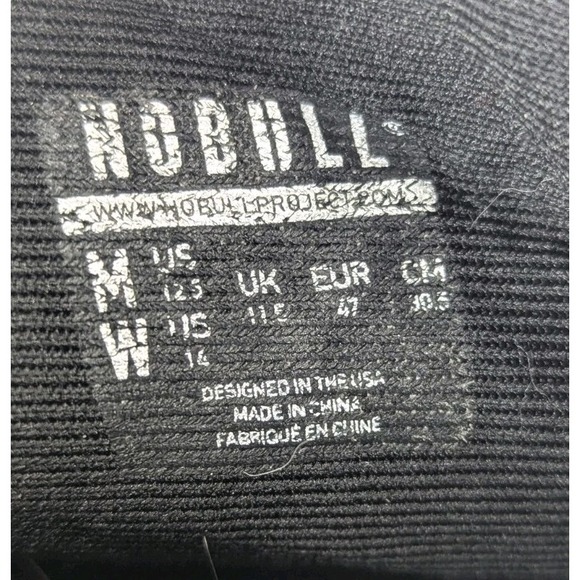 NOBULL
WWW.NOBULLPROJECT.COM
M US UK EUR CM
12.5 11.5 47 30.5
W US
14
DESIGNED IN THE USA
MADE IN CHINA
FABRIQUÉ EN CHINE